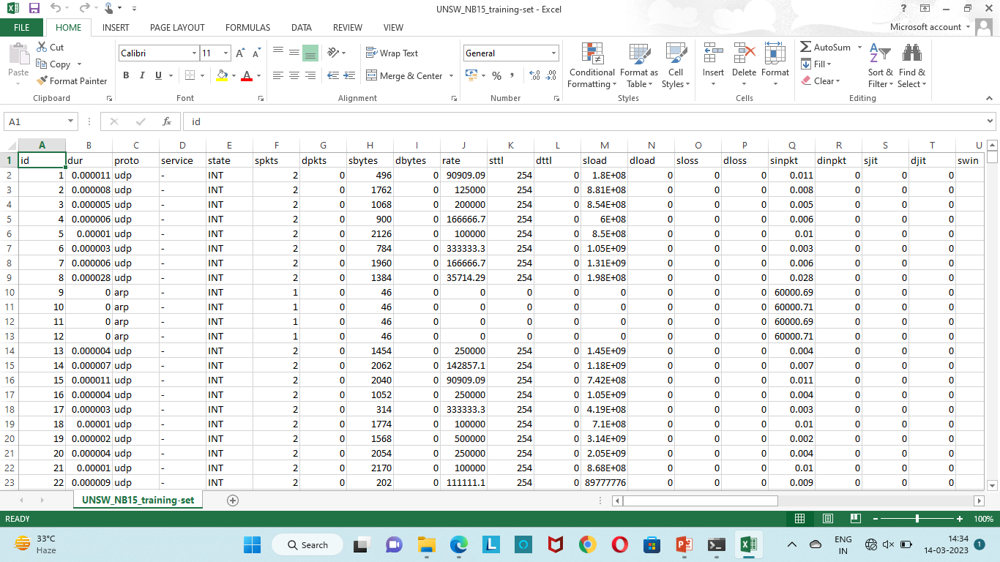 UNSW_NB15_training-set - Excel
FILE HOME INSERT PAGE LAYOUT FORMULAS DATA REVIEW VIEW Microsoft account
Paste Cut Copy Format Painter
Calibri 11 B I U
Wrap Text Merge & Center
General % ,
Conditional Formatting Format as Table Cell Styles
Insert Delete Format
AutoSum Fill Clear Sort & Filter Find & Select
Clipboard Font Alignment Number Styles Cells Editing
A1 fx id
A B C D E F G H I J K L M N O P Q R S T U
1 id dur proto service state spkts dpkts sbytes dbytes rate sttl dttl sload dload sloss dloss sinpkt dinpkt sjit djit swin
2 1 0.000011 udp - INT 2 0 496 0 90909.09 254 0 1.8E+08 0 0 0 0.011 0 0 0
3 2 0.000008 udp - INT 2 0 1762 0 125000 254 0 8.81E+08 0 0 0 0.008 0 0 0
4 3 0.000005 udp - INT 2 0 1068 0 200000 254 0 8.54E+08 0 0 0 0.005 0 0 0
5 4 0.000006 udp - INT 2 0 900 0 166666.7 254 0 6E+08 0 0 0 0.006 0 0 0
6 5 0.00001 udp - INT 2 0 2126 0 100000 254 0 8.5E+08 0 0 0 0.01 0 0 0
7 6 0.000003 udp - INT 2 0 784 0 333333.3 254 0 1.05E+09 0 0 0 0.003 0 0 0
8 7 0.000006 udp - INT 2 0 1960 0 166666.7 254 0 1.31E+09 0 0 0 0.006 0 0 0
9 8 0.000028 udp - INT 2 0 1384 0 35714.29 254 0 1.98E+08 0 0 0 0.028 0 0 0
10 9 0 arp - INT 1 0 46 0 0 0 0 0 0 0 0 60000.69 0 0 0
11 10 0 arp - INT 1 0 46 0 0 0 0 0 0 0 0 60000.71 0 0 0
12 11 0 arp - INT 1 0 46 0 0 0 0 0 0 0 0 60000.69 0 0 0
13 12 0 arp - INT 1 0 46 0 0 0 0 0 0 0 0 60000.71 0 0 0
14 13 0.000004 udp - INT 2 0 1454 0 250000 254 0 1.45E+09 0 0 0 0.004 0 0 0
15 14 0.000007 udp - INT 2 0 2062 0 142857.1 254 0 1.18E+09 0 0 0 0.007 0 0 0
16 15 0.000011 udp - INT 2 0 2040 0 90909.09 254 0 7.42E+08 0 0 0 0.011 0 0 0
17 16 0.000004 udp - INT 2 0 1052 0 250000 254 0 1.05E+09 0 0 0 0.004 0 0 0
18 17 0.000003 udp - INT 2 0 314 0 333333.3 254 0 4.19E+08 0 0 0 0.003 0 0 0
19 18 0.00001 udp - INT 2 0 1774 0 100000 254 0 7.1E+08 0 0 0 0.01 0 0 0
20 19 0.000002 udp - INT 2 0 1568 0 500000 254 0 3.14E+09 0 0 0 0.002 0 0 0
21 20 0.000004 udp - INT 2 0 2054 0 250000 254 0 2.05E+09 0 0 0 0.004 0 0 0
22 21 0.00001 udp - INT 2 0 2170 0 100000 254 0 8.68E+08 0 0 0 0.01 0 0 0
23 22 0.000009 udp - INT 2 0 202 0 111111.1 254 0 89777776 0 0 0 0.009 0 0 0
UNSW_NB15_training-set
READY 100%
33°C
Haze
Search
ENG
IN
14:34
14-03-2023
1